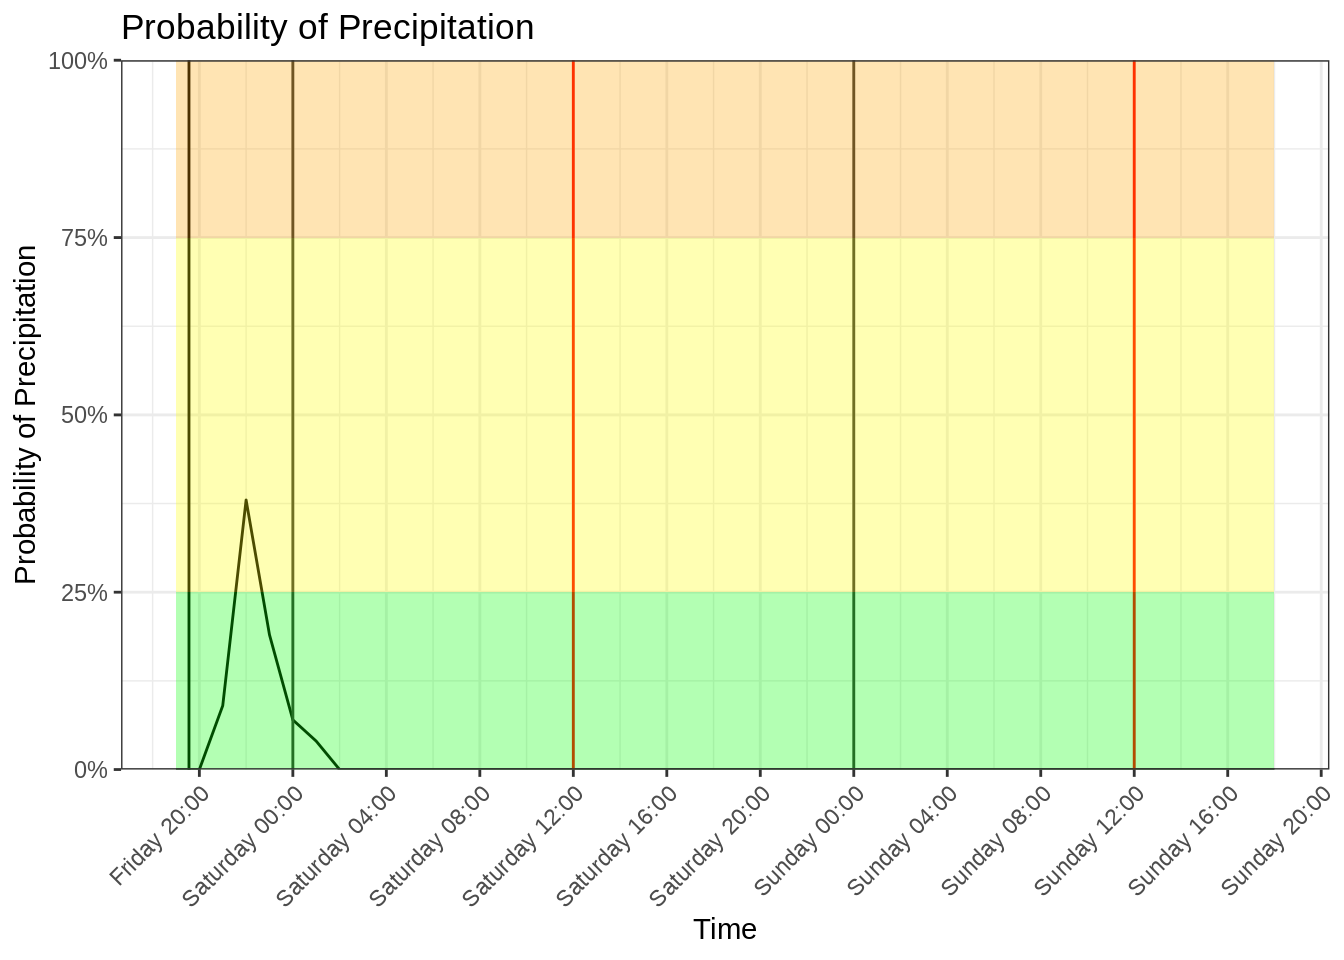 Probability of Precipitation
Probability of Precipitation
100%
75%
50%
25%
0%
Friday 20:00
Saturday 00:00
Saturday 04:00
Saturday 08:00
Saturday 12:00
Saturday 16:00
Saturday 20:00
Sunday 00:00
Sunday 04:00
Sunday 08:00
Sunday 12:00
Sunday 16:00
Sunday 20:00
Time